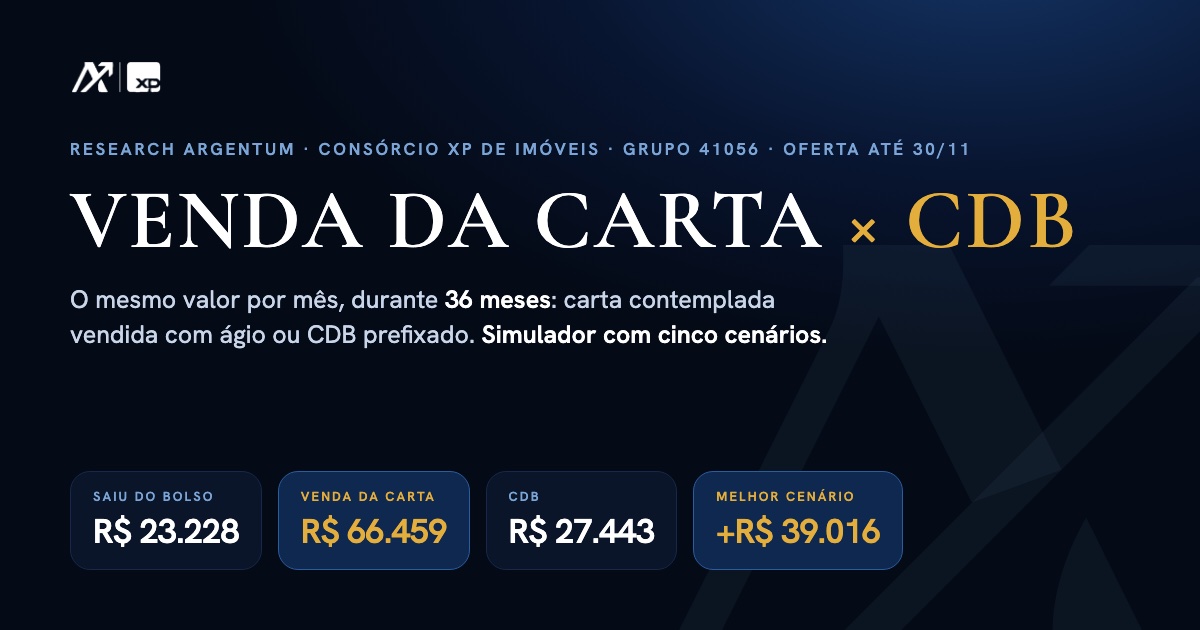 xp
RESEARCH ARGENTUM · CONSÓRCIO XP DE IMÓVEIS · GRUPO 41056 · OFERTA ATÉ 30/11
VENDA DA CARTA × CDB
O mesmo valor por mês, durante 36 meses: carta contemplada
vendida com ágio ou CDB prefixado. Simulador com cinco cenários.
SAIU DO BOLSO
R$ 23.228
VENDA DA CARTA
R$ 66.459
CDB
R$ 27.443
MELHOR CENÁRIO
+R$ 39.016